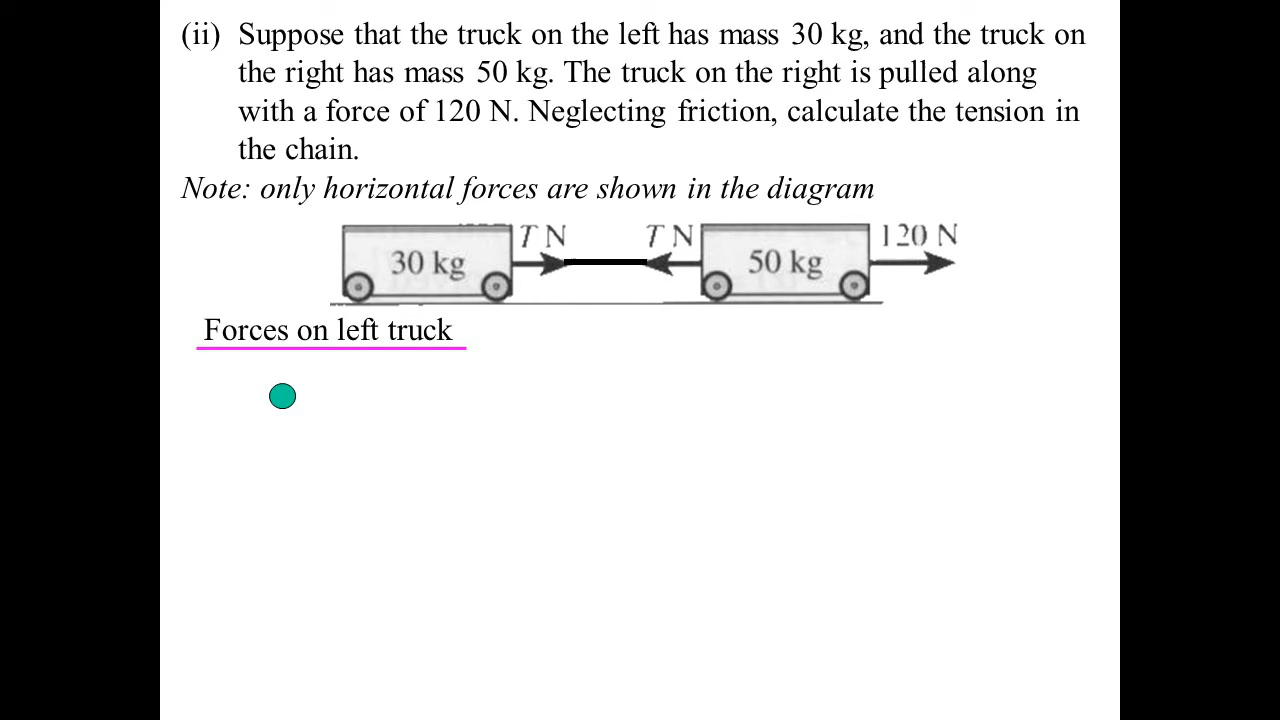 (ii) Suppose that the truck on the left has mass 30 kg, and the truck on
the right has mass 50 kg. The truck on the right is pulled along
with a force of 120 N. Neglecting friction, calculate the tension in
the chain.
Note: only horizontal forces are shown in the diagram
T N T N 120 N
30 kg 50 kg
Forces on left truck